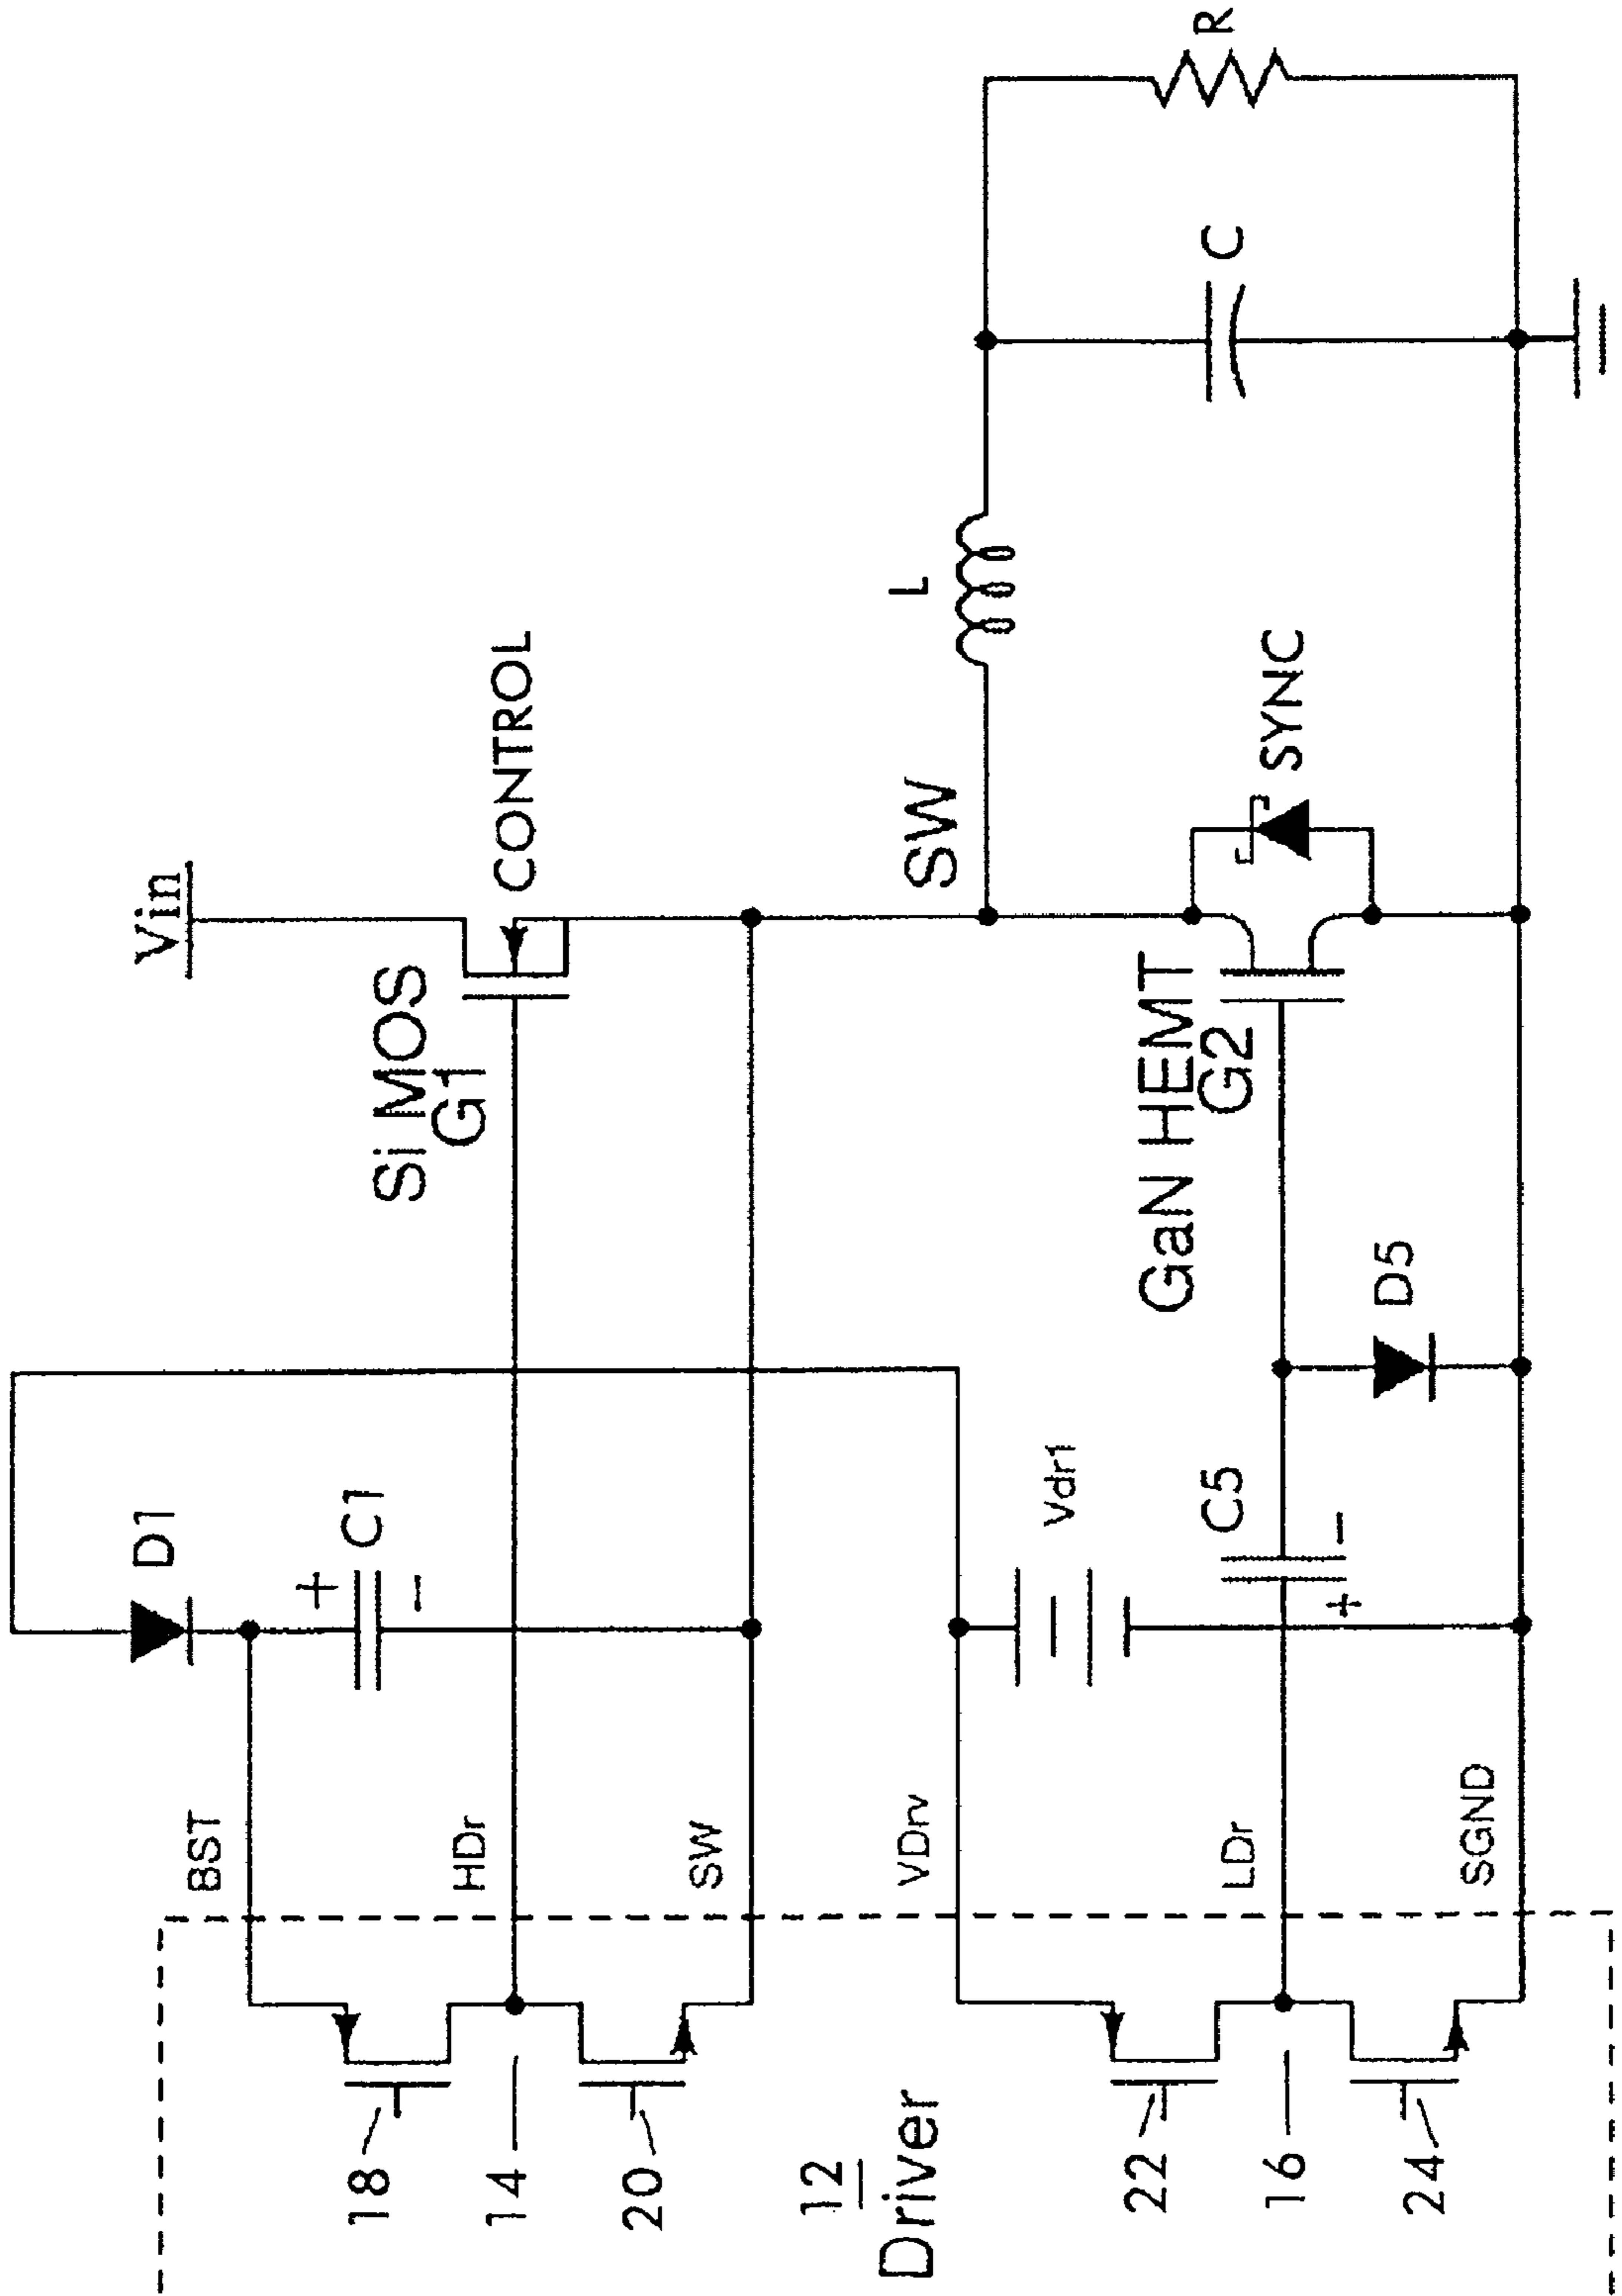 Vin
Si MOS
G1
CONTROL
D1
+
C1
-
BST
HDr
SW
18
14
20
12
Driver
VDrv
Vdr1
SW
L
C
R
GaN HEMT
G2
SYNC
C5
+
-
D5
LDr
SGND
22
16
24